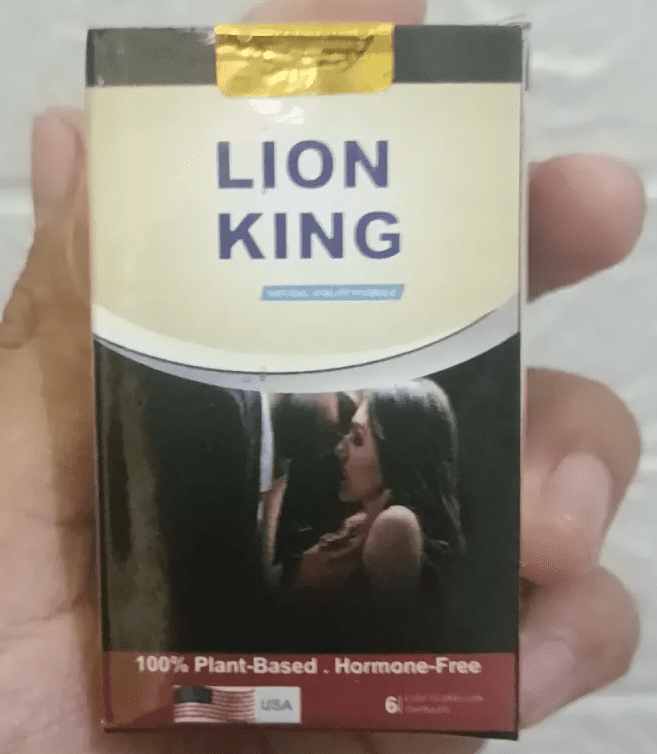 LION
KING
100% Plant-Based . Hormone-Free
USA
6